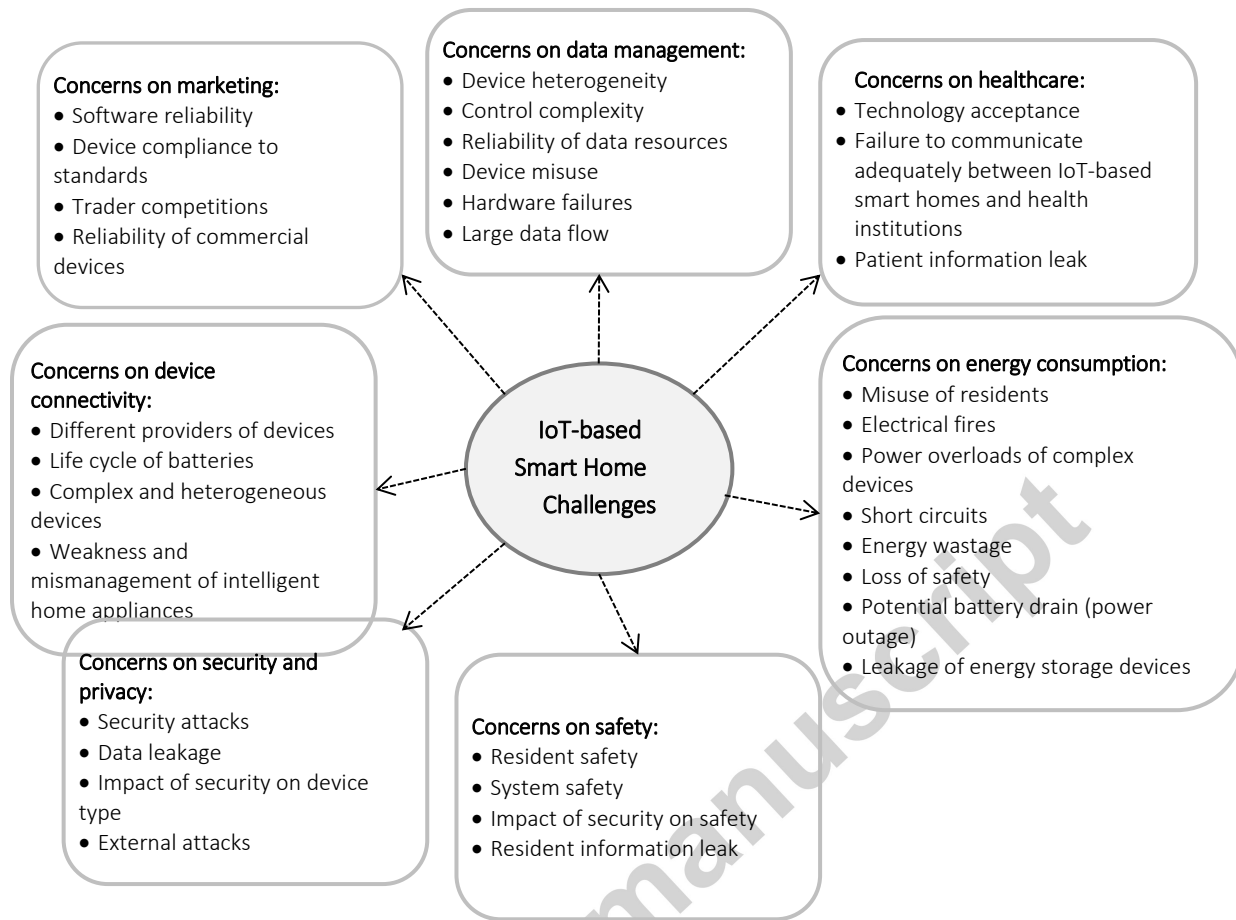 Concerns on marketing:
• Software reliability
• Device compliance to
standards
• Trader competitions
• Reliability of commercial
devices
Concerns on data management:
• Device heterogeneity
• Control complexity
• Reliability of data resources
• Device misuse
• Hardware failures
• Large data flow
Concerns on healthcare:
• Technology acceptance
• Failure to communicate
adequately between IoT-based
smart homes and health
institutions
• Patient information leak
Concerns on device
connectivity:
• Different providers of devices
• Life cycle of batteries
• Complex and heterogeneous
devices
• Weakness and
mismanagement of intelligent
home appliances
IoT-based
Smart Home
Challenges
Concerns on energy consumption:
• Misuse of residents
• Electrical fires
• Power overloads of complex
devices
• Short circuits
• Energy wastage
• Loss of safety
• Potential battery drain (power
outage)
• Leakage of energy storage devices
Concerns on security and
privacy:
• Security attacks
• Data leakage
• Impact of security on device
type
• External attacks
Concerns on safety:
• Resident safety
• System safety
• Impact of security on safety
• Resident information leak
manuscript